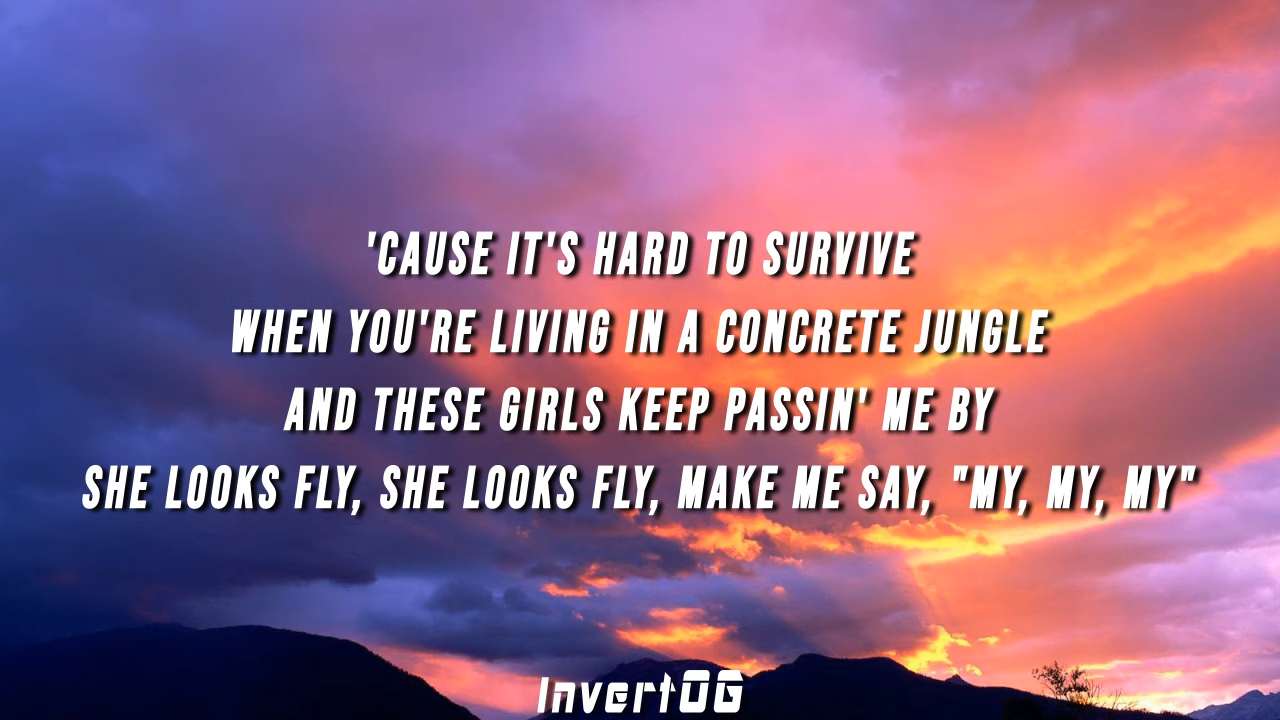 'CAUSE IT'S HARD TO SURVIVE
WHEN YOU'RE LIVING IN A CONCRETE JUNGLE
AND THESE GIRLS KEEP PASSIN' ME BY
SHE LOOKS FLY, SHE LOOKS FLY, MAKE ME SAY, "MY, MY, MY"
InvertOG